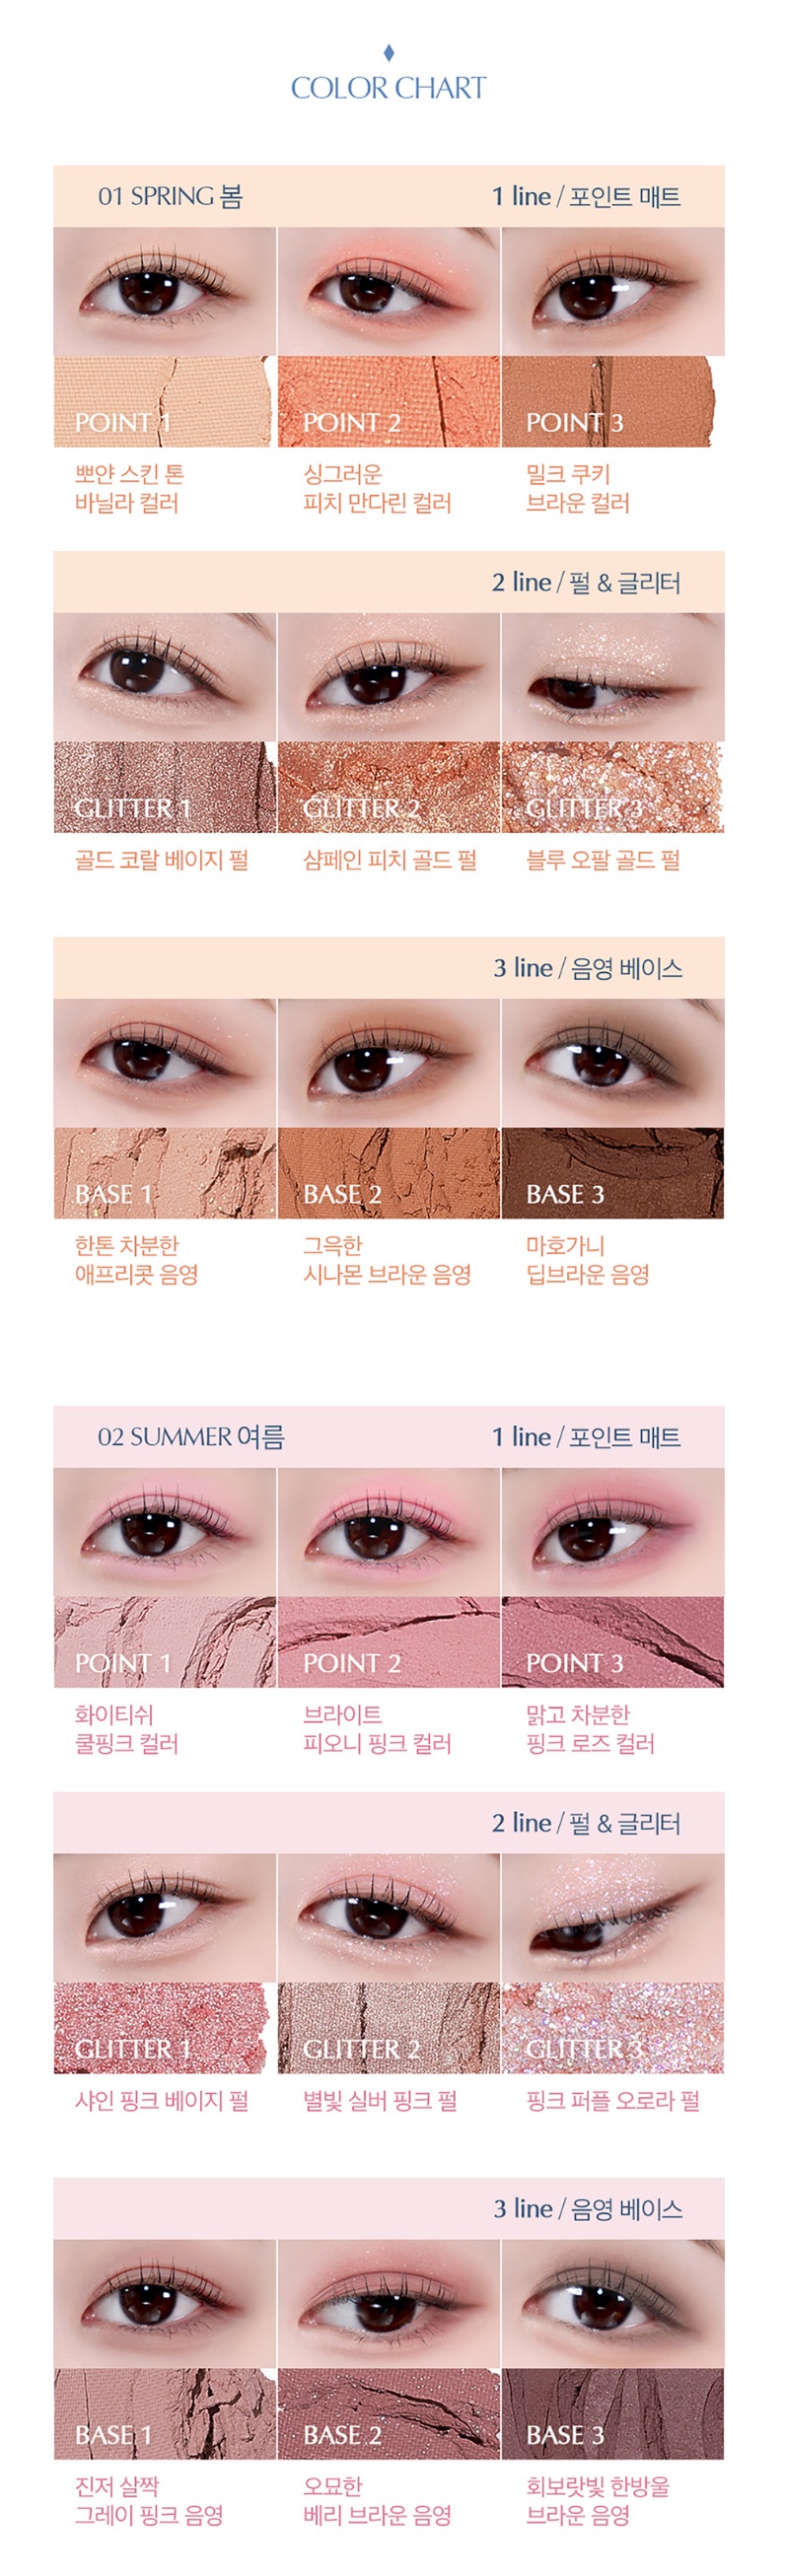 COLOR CHART
01 SPRING 봄
1 line / 포인트 매트
POINT 1
POINT 2
POINT 3
뽀얀 스킨 톤
바닐라 컬러
싱그러운
피치 만다린 컬러
밀크 쿠키
브라운 컬러
2 line / 펄 & 글리터
GLITTER 1
GLITTER 2
GLITTER 3
골드 코랄 베이지 펄
샴페인 피치 골드 펄
블루 오팔 골드 펄
3 line / 음영 베이스
BASE 1
BASE 2
BASE 3
한톤 차분한
애프리콧 음영
그윽한
시나몬 브라운 음영
마호가니
딥브라운 음영
02 SUMMER 여름
1 line / 포인트 매트
POINT 1
POINT 2
POINT 3
화이티쉬
쿨핑크 컬러
브라이트
피오니 핑크 컬러
맑고 차분한
핑크 로즈 컬러
2 line / 펄 & 글리터
GLITTER 1
GLITTER 2
GLITTER 3
샤인 핑크 베이지 펄
별빛 실버 핑크 펄
핑크 퍼플 오로라 펄
3 line / 음영 베이스
BASE 1
BASE 2
BASE 3
진저 살짝
그레이 핑크 음영
오묘한
베리 브라운 음영
회보랏빛 한방울
브라운 음영